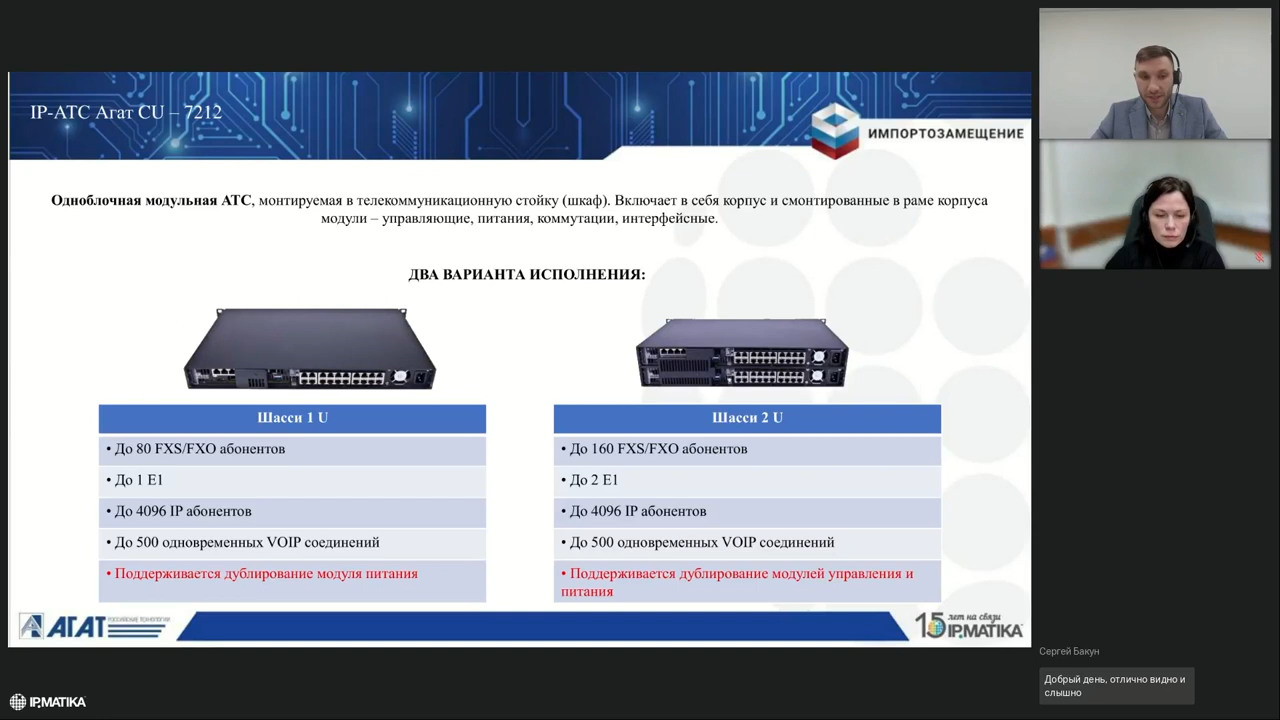 IP-АТС Агат CU – 7212
ИМПОРТОЗАМЕЩЕНИЕ
Одноблочная модульная АТС, монтируемая в телекоммуникационную стойку (шкаф). Включает в себя корпус и смонтированные в раме корпуса
модули – управляющие, питания, коммутации, интерфейсные.
ДВА ВАРИАНТА ИСПОЛНЕНИЯ:
Шасси 1 U
• До 80 FXS/FXO абонентов
• До 1 E1
• До 4096 IP абонентов
• До 500 одновременных VOIP соединений
• Поддерживается дублирование модуля питания
Шасси 2 U
• До 160 FXS/FXO абонентов
• До 2 E1
• До 4096 IP абонентов
• До 500 одновременных VOIP соединений
• Поддерживается дублирование модулей управления и
питания
АГАТ
РОССИЙСКИЕ ТЕХНОЛОГИИ
15 лет на связи
IPMATIKA
Сергей Бакун
Добрый день, отлично видно и
слышно
IPMATIKA